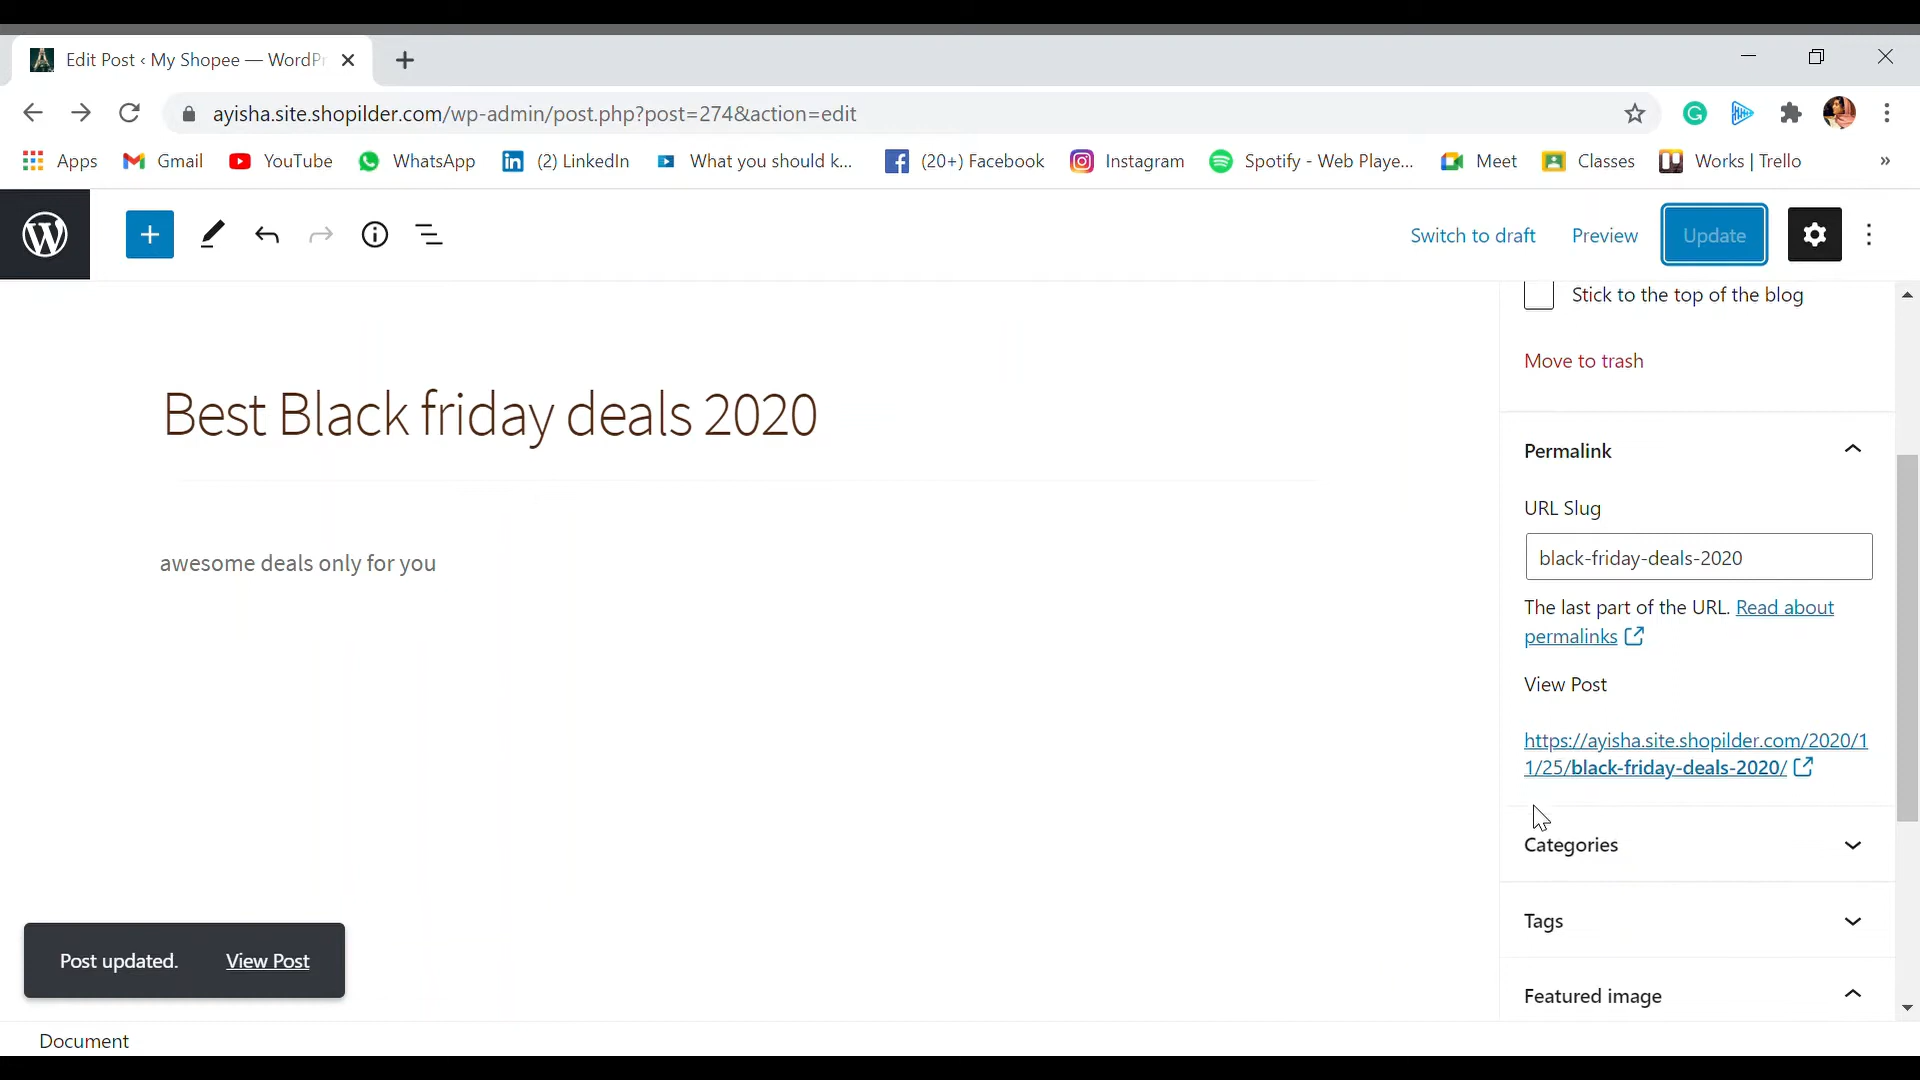 Edit Post ‹ My Shopee — WordPr
ayisha.site.shopilder.com/wp-admin/post.php?post=274&action=edit
Apps Gmail YouTube WhatsApp (2) LinkedIn What you should k... (20+) Facebook Instagram Spotify - Web Playe... Meet Classes Works | Trello »
Switch to draft Preview Update
Stick to the top of the blog
Move to trash
Best Black friday deals 2020
Permalink
URL Slug
awesome deals only for you
black-friday-deals-2020
The last part of the URL. Read about
permalinks
View Post
https://ayisha.site.shopilder.com/2020/1
1/25/black-friday-deals-2020/
Categories
Tags
Post updated. View Post
Featured image
Document